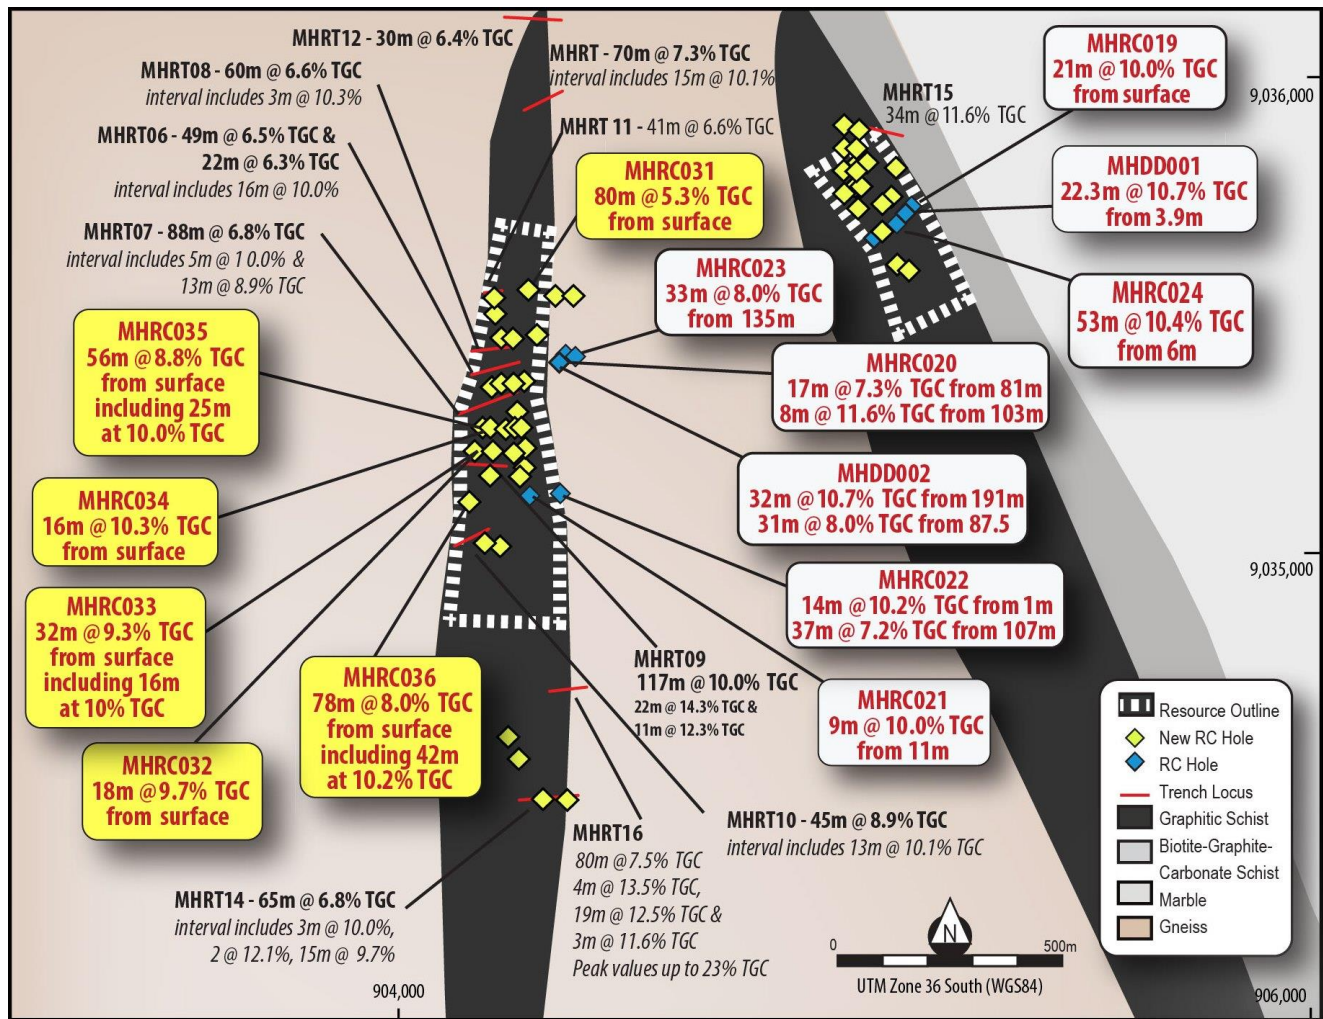 MHRT12 - 30m @ 6.4% TGC
MHRT08 - 60m @ 6.6% TGC
interval includes 3m @ 10.3%
MHRT06 - 49m @ 6.5% TGC &
22m @ 6.3% TGC
interval includes 16m @ 10.0%
MHRT07 - 88m @ 6.8% TGC
interval includes 5m @ 1 0.0% &
13m @ 8.9% TGC
MHRT - 70m @ 7.3% TGC
interval includes 15m @ 10.1%
MHRT 11 - 41m @ 6.6% TGC
MHRC031
80m @ 5.3% TGC
from surface
MHRT15
34m @ 11.6% TGC
MHRC019
21m @ 10.0% TGC
from surface
9,036,000
MHDD001
22.3m @ 10.7% TGC
from 3.9m
MHRC024
53m @ 10.4% TGC
from 6m
MHRC023
33m @ 8.0% TGC
from 135m
MHRC020
17m @ 7.3% TGC from 81m
8m @ 11.6% TGC from 103m
MHDD002
32m @ 10.7% TGC from 191m
31m @ 8.0% TGC from 87.5
9,035,000
MHRC022
14m @ 10.2% TGC from 1m
37m @ 7.2% TGC from 107m
MHRC021
9m @ 10.0% TGC
from 11m
MHRC035
56m @ 8.8% TGC
from surface
including 25m
at 10.0% TGC
MHRC034
16m @ 10.3% TGC
from surface
MHRC033
32m @ 9.3% TGC
from surface
including 16m
at 10% TGC
MHRC032
18m @ 9.7% TGC
from surface
MHRC036
78m @ 8.0% TGC
from surface
including 42m
at 10.2% TGC
MHRT09
117m @ 10.0% TGC
22m @ 14.3% TGC &
11m @ 12.3% TGC
MHRT10 - 45m @ 8.9% TGC
interval includes 13m @ 10.1% TGC
MHRT16
80m @ 7.5% TGC
4m @ 13.5% TGC,
19m @ 12.5% TGC &
3m @ 11.6% TGC
Peak values up to 23% TGC
MHRT14 - 65m @ 6.8% TGC
interval includes 3m @ 10.0%,
2 @ 12.1%, 15m @ 9.7%
Resource Outline
New RC Hole
RC Hole
Trench Locus
Graphitic Schist
Biotite-Graphite-
Carbonate Schist
Marble
Gneiss
N
0
500m
UTM Zone 36 South (WGS84)
904,000
906,000